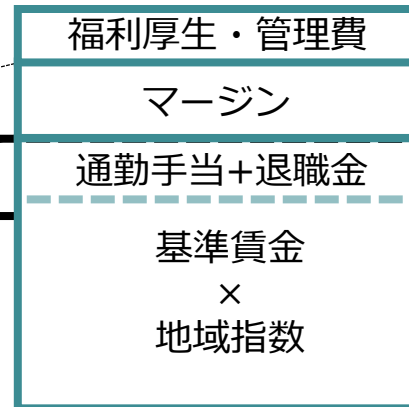 福利厚生・管理費
マージン
通勤手当+退職金
基準賃金
×
地域指数